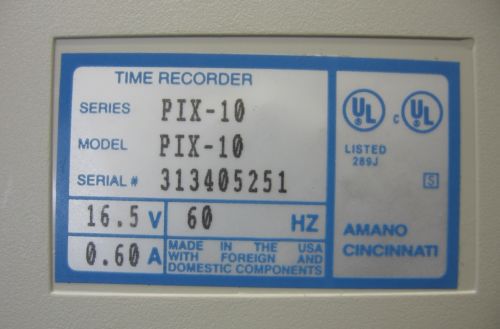 TIME RECORDER
SERIES PIX-10
MODEL PIX-10
SERIAL # 313405251
16.5 V 60 HZ
0.60 A
MADE IN THE USA
WITH FOREIGN AND
DOMESTIC COMPONENTS
UL C UL
LISTED
289J
S
AMANO
CINCINNATI